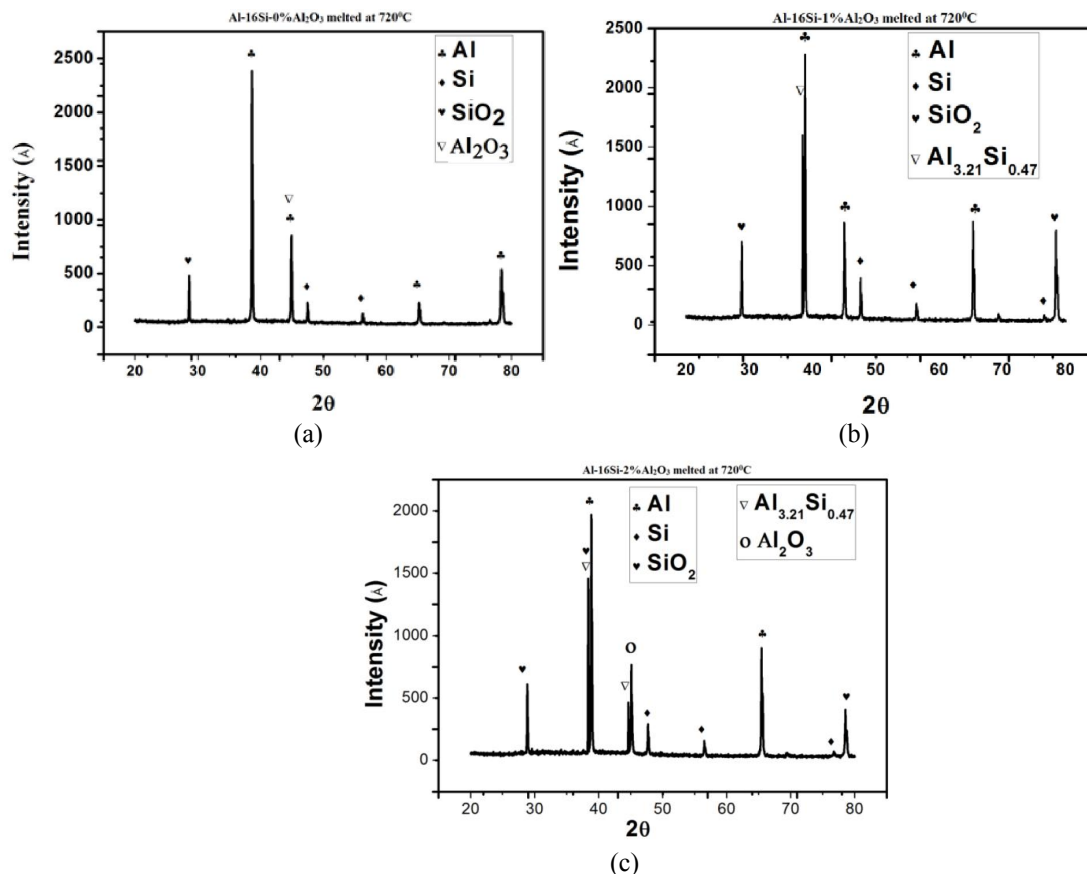 Al-16Si-0%Al₂O₃ melted at 720⁰C
♣ Al
♦ Si
♥ SiO₂
▽ Al₂O₃
2500
2000
1500
1000
500
0
Intensity (Å)
20 30 40 50 60 70 80
2θ
(a)
Al-16Si-1%Al₂O₃ melted at 720⁰C
♣ Al
♦ Si
♥ SiO₂
▽ Al₃.₂₁Si₀.₄₇
2500
2000
1500
1000
500
0
Intensity (Å)
20 30 40 50 60 70 80
2θ
(b)
Al-16Si-2%Al₂O₃ melted at 720⁰C
♣ Al
♦ Si
♥ SiO₂
▽ Al₃.₂₁Si₀.₄₇
o Al₂O₃
2000
1500
1000
500
0
Intensity (Å)
20 30 40 50 60 70 80
2θ
(c)